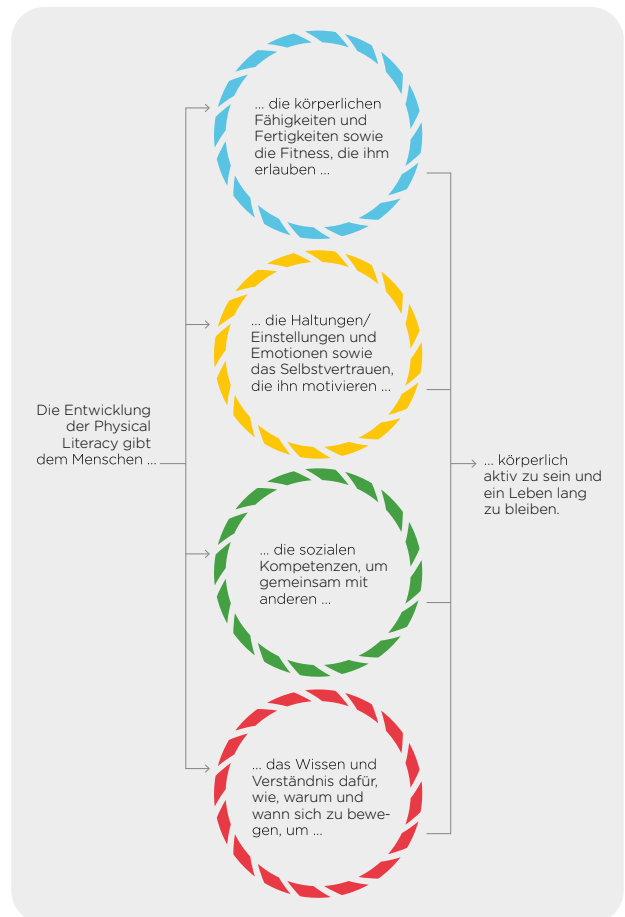 Die Entwicklung
der Physical
Literacy gibt
dem Menschen ...
... die körperlichen
Fähigkeiten und
Fertigkeiten sowie
die Fitness, die ihm
erlauben ...
... die Haltungen/
Einstellungen und
Emotionen sowie
das Selbstvertrauen,
die ihn motivieren ...
... die sozialen
Kompetenzen, um
gemeinsam mit
anderen ...
... das Wissen und
Verständnis dafür,
wie, warum und
wann sich zu bewe-
gen, um ...
... körperlich
aktiv zu sein und
ein Leben lang
zu bleiben.